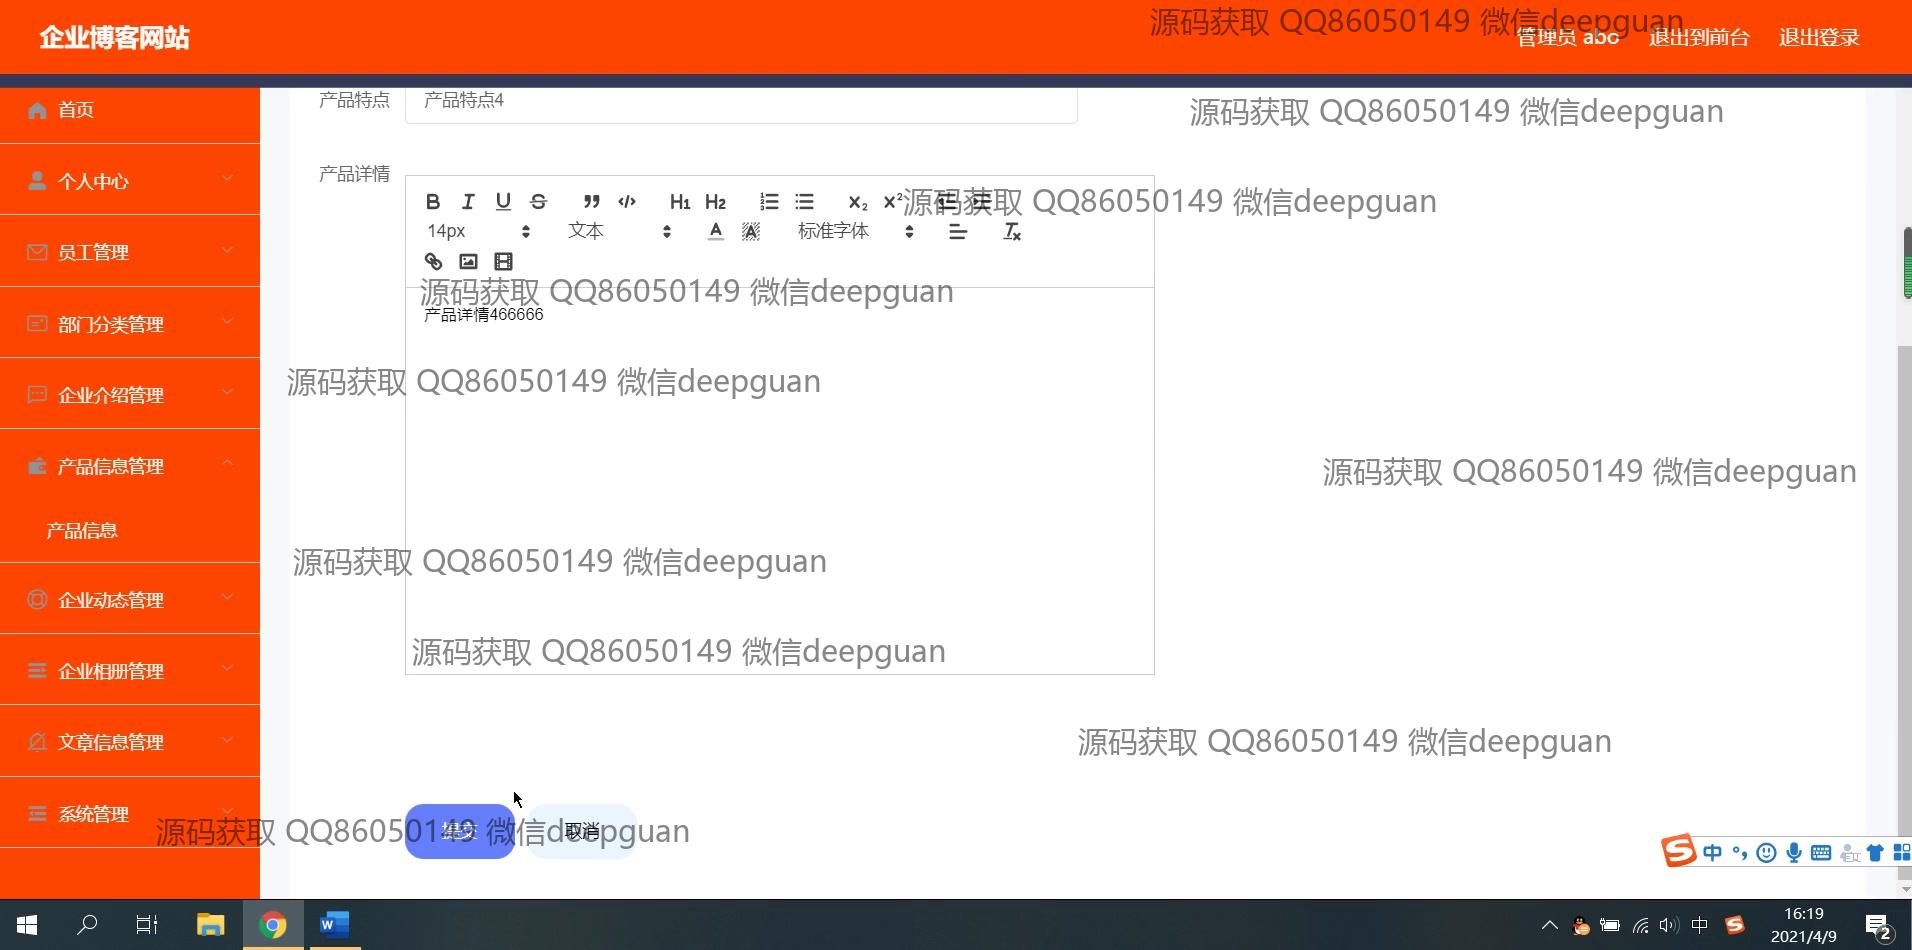 企业博客网站
源码获取 QQ86050149 微信deepguan
管理员 abo
退出到前台
退出登录
首页
产品特点
产品特点4
源码获取 QQ86050149 微信deepguan
个人中心
产品详情
B I U S H1 H2 X2 X2
源码获取 QQ86050149 微信deepguan
14px
文本
A A
标准字体
员工管理
源码获取 QQ86050149 微信deepguan
产品详情466666
部门分类管理
源码获取 QQ86050149 微信deepguan
企业介绍管理
产品信息管理
源码获取 QQ86050149 微信deepguan
产品信息
源码获取 QQ86050149 微信deepguan
企业动态管理
源码获取 QQ86050149 微信deepguan
企业相册管理
文章信息管理
源码获取 QQ86050149 微信deepguan
系统管理
源码获取 QQ86050149 微信deepguan
提交
取消
中
中
16:19
2021/4/9
2